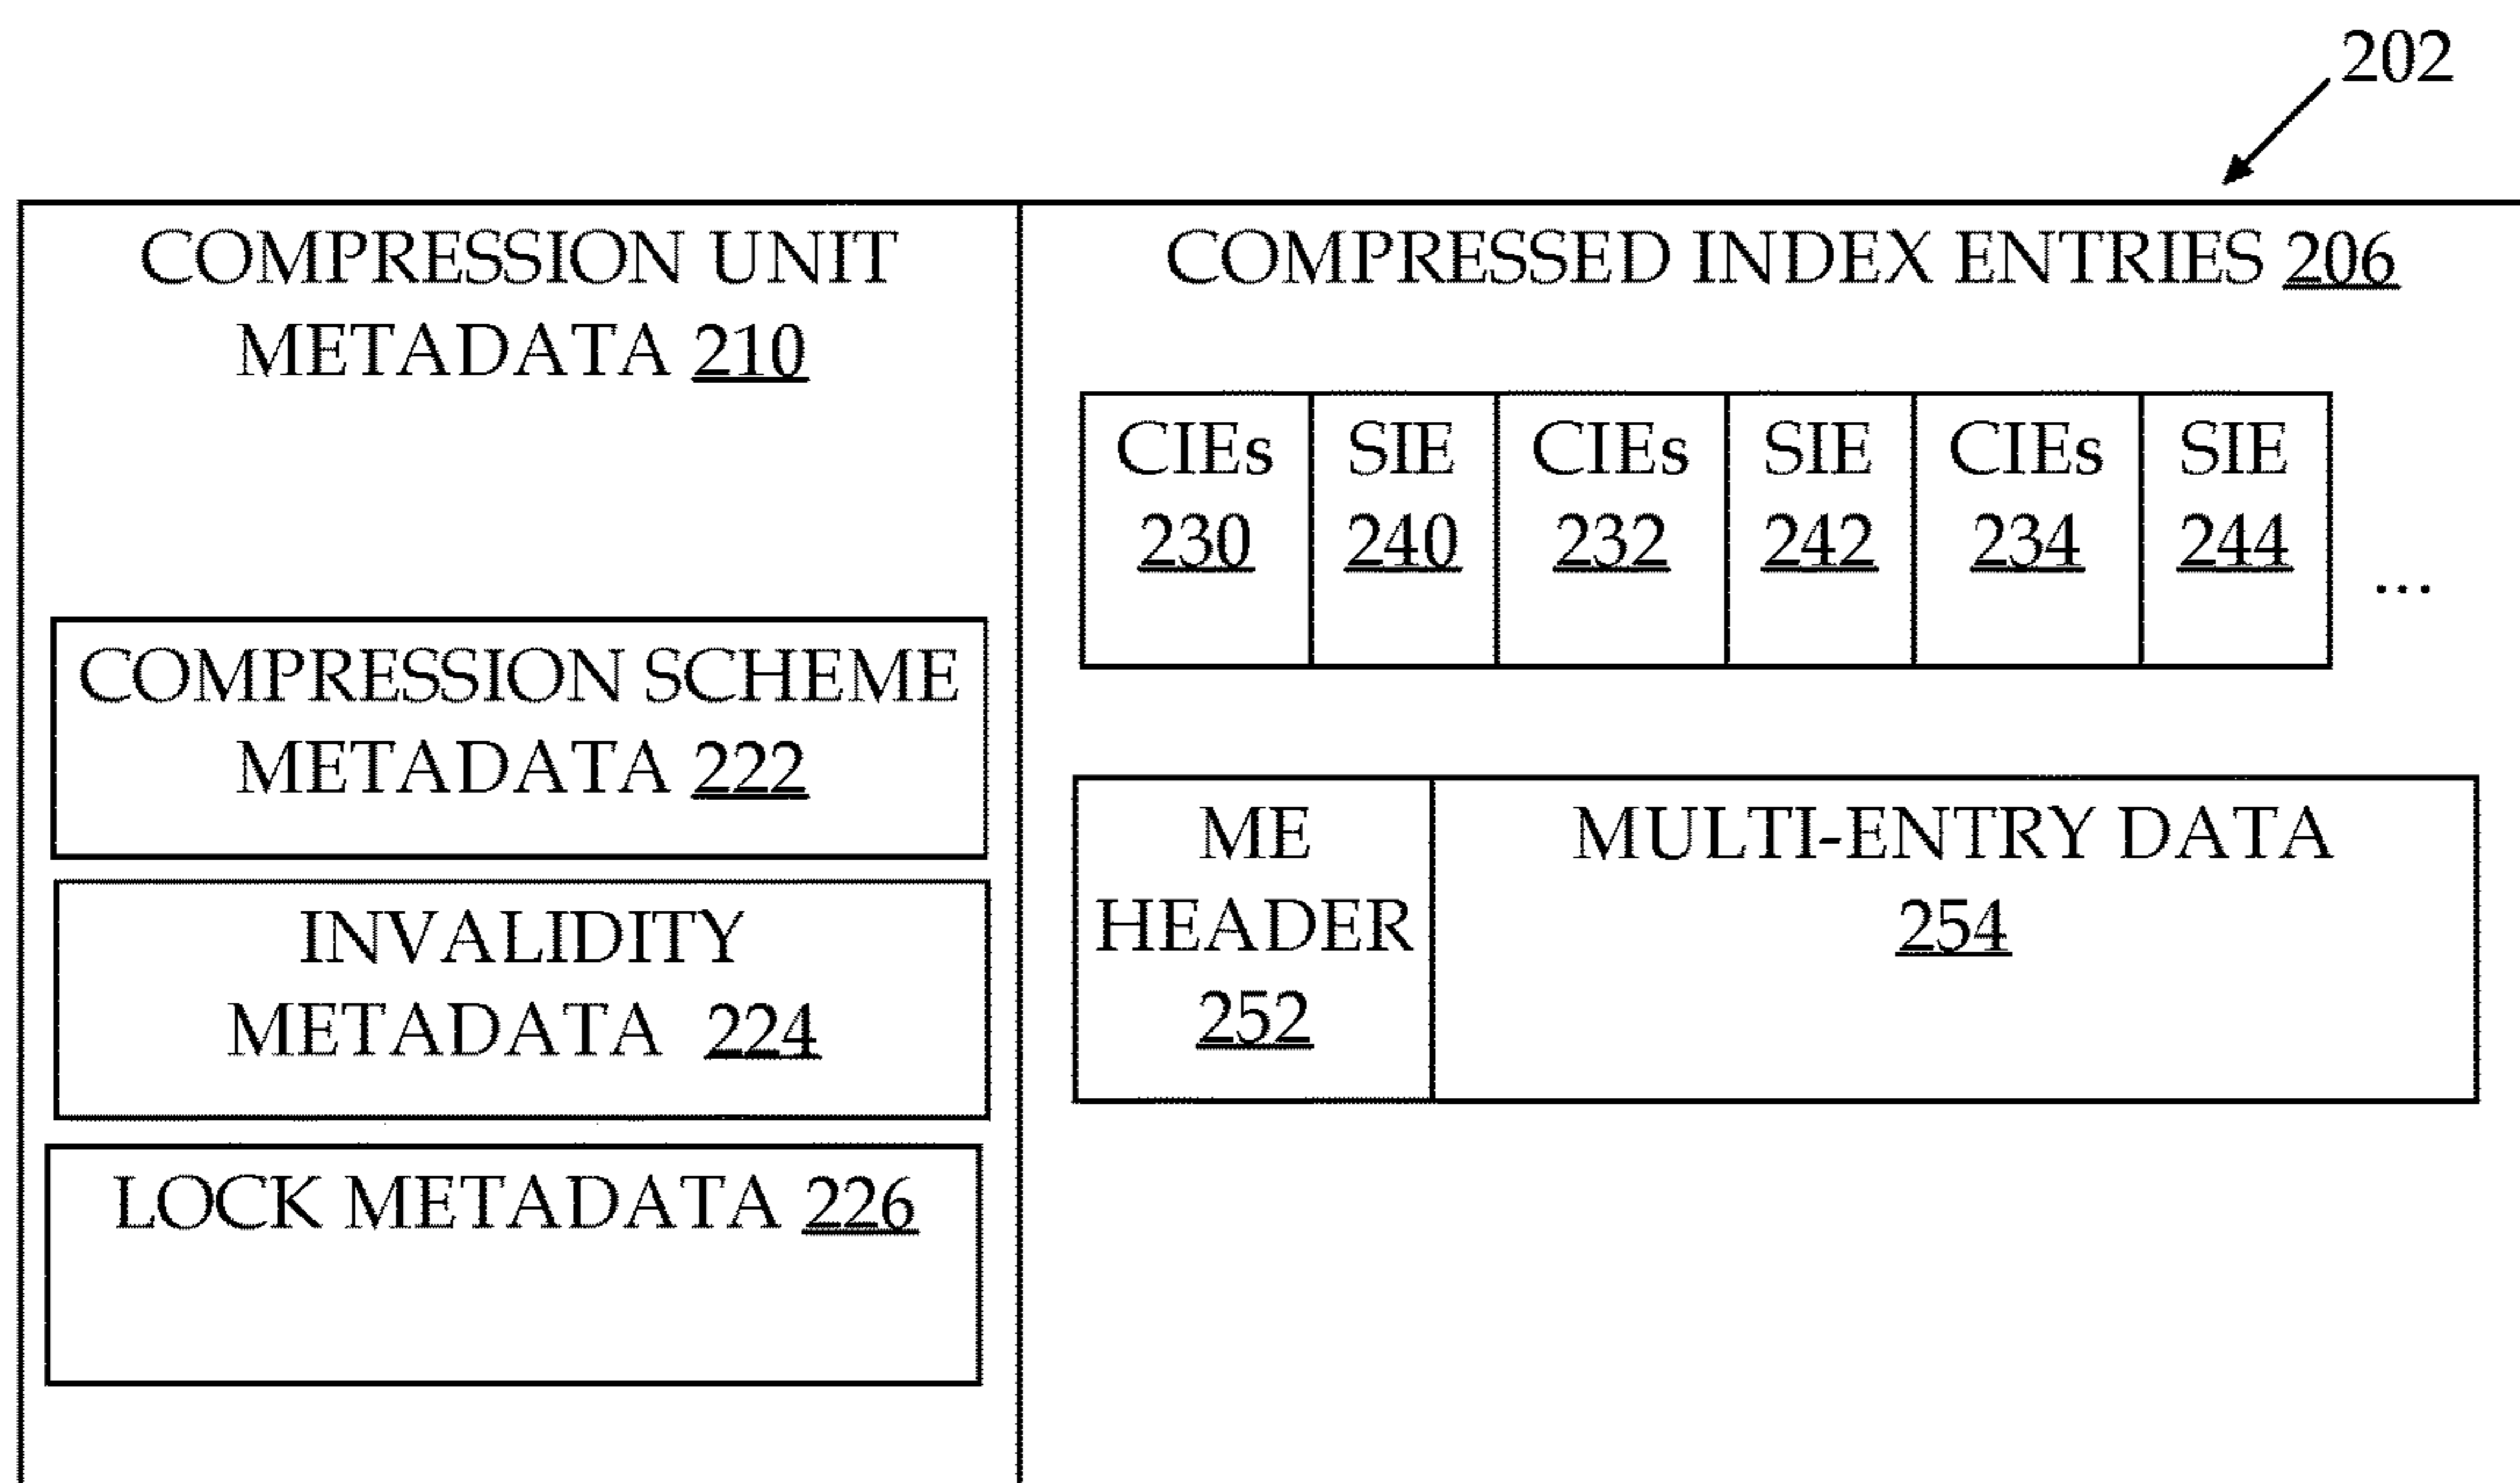 202
COMPRESSION UNIT
METADATA 210
COMPRESSION SCHEME
METADATA 222
INVALIDITY
METADATA 224
LOCK METADATA 226
COMPRESSED INDEX ENTRIES 206
CIEs SIE CIEs SIE CIEs SIE
230 240 232 242 234 244
...
ME
HEADER
252
MULTI-ENTRY DATA
254